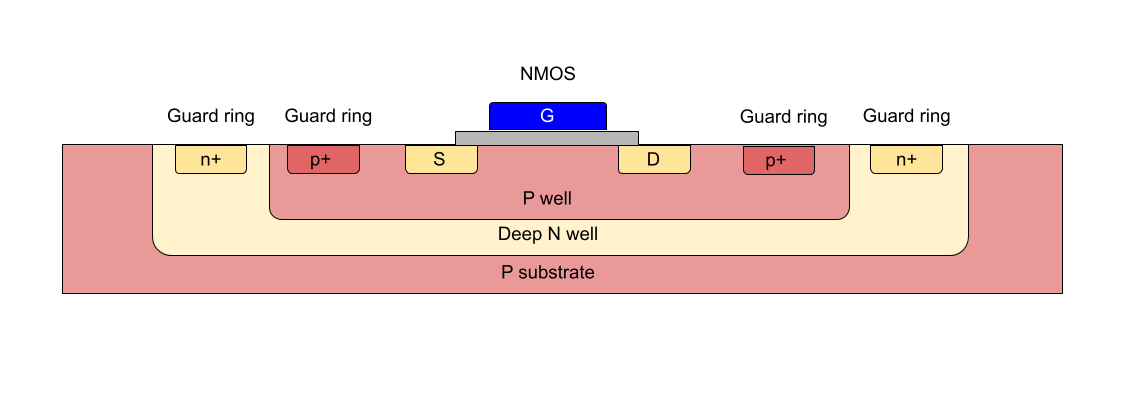 NMOS
Guard ring
Guard ring
G
Guard ring
Guard ring
n+
p+
S
D
p+
n+
P well
Deep N well
P substrate